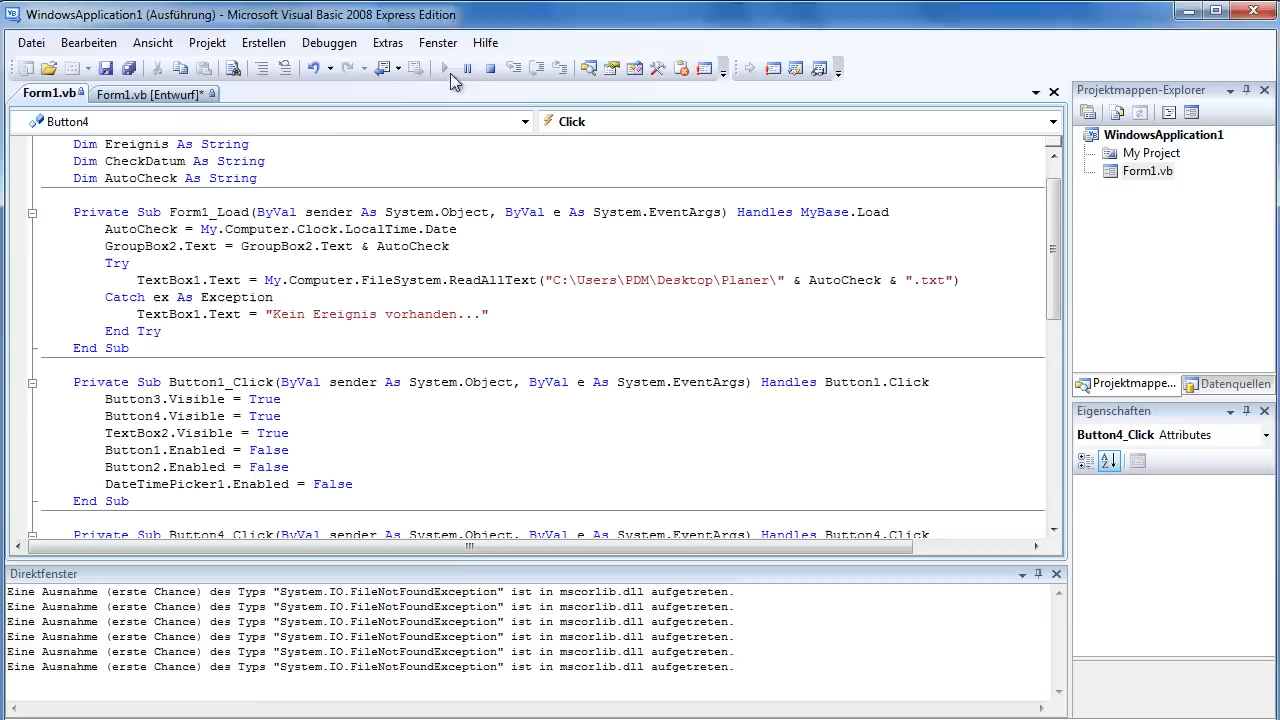 WindowsApplication1 (Ausführung) - Microsoft Visual Basic 2008 Express Edition
Datei Bearbeiten Ansicht Projekt Erstellen Debuggen Extras Fenster Hilfe
Form1.vb Form1.vb [Entwurf]*
Button4 Click
Dim Ereignis As String
Dim CheckDatum As String
Dim AutoCheck As String
Private Sub Form1_Load(ByVal sender As System.Object, ByVal e As System.EventArgs) Handles MyBase.Load
AutoCheck = My.Computer.Clock.LocalTime.Date
GroupBox2.Text = GroupBox2.Text & AutoCheck
Try
TextBox1.Text = My.Computer.FileSystem.ReadAllText("C:\Users\PDM\Desktop\Planer\" & AutoCheck & ".txt")
Catch ex As Exception
TextBox1.Text = "Kein Ereignis vorhanden..."
End Try
End Sub
Private Sub Button1_Click(ByVal sender As System.Object, ByVal e As System.EventArgs) Handles Button1.Click
Button3.Visible = True
Button4.Visible = True
TextBox2.Visible = True
Button1.Enabled = False
Button2.Enabled = False
DateTimePicker1.Enabled = False
End Sub
Private Sub Button4_Click(ByVal sender As System.Object, ByVal e As System.EventArgs) Handles Button4.Click
Direktfenster
Eine Ausnahme (erste Chance) des Typs "System.IO.FileNotFoundException" ist in mscorlib.dll aufgetreten.
Eine Ausnahme (erste Chance) des Typs "System.IO.FileNotFoundException" ist in mscorlib.dll aufgetreten.
Eine Ausnahme (erste Chance) des Typs "System.IO.FileNotFoundException" ist in mscorlib.dll aufgetreten.
Eine Ausnahme (erste Chance) des Typs "System.IO.FileNotFoundException" ist in mscorlib.dll aufgetreten.
Eine Ausnahme (erste Chance) des Typs "System.IO.FileNotFoundException" ist in mscorlib.dll aufgetreten.
Eine Ausnahme (erste Chance) des Typs "System.IO.FileNotFoundException" ist in mscorlib.dll aufgetreten.
Projektmappen-Explorer
WindowsApplication1
My Project
Form1.vb
Projektmappe... Datenquellen
Eigenschaften
Button4_Click Attributes